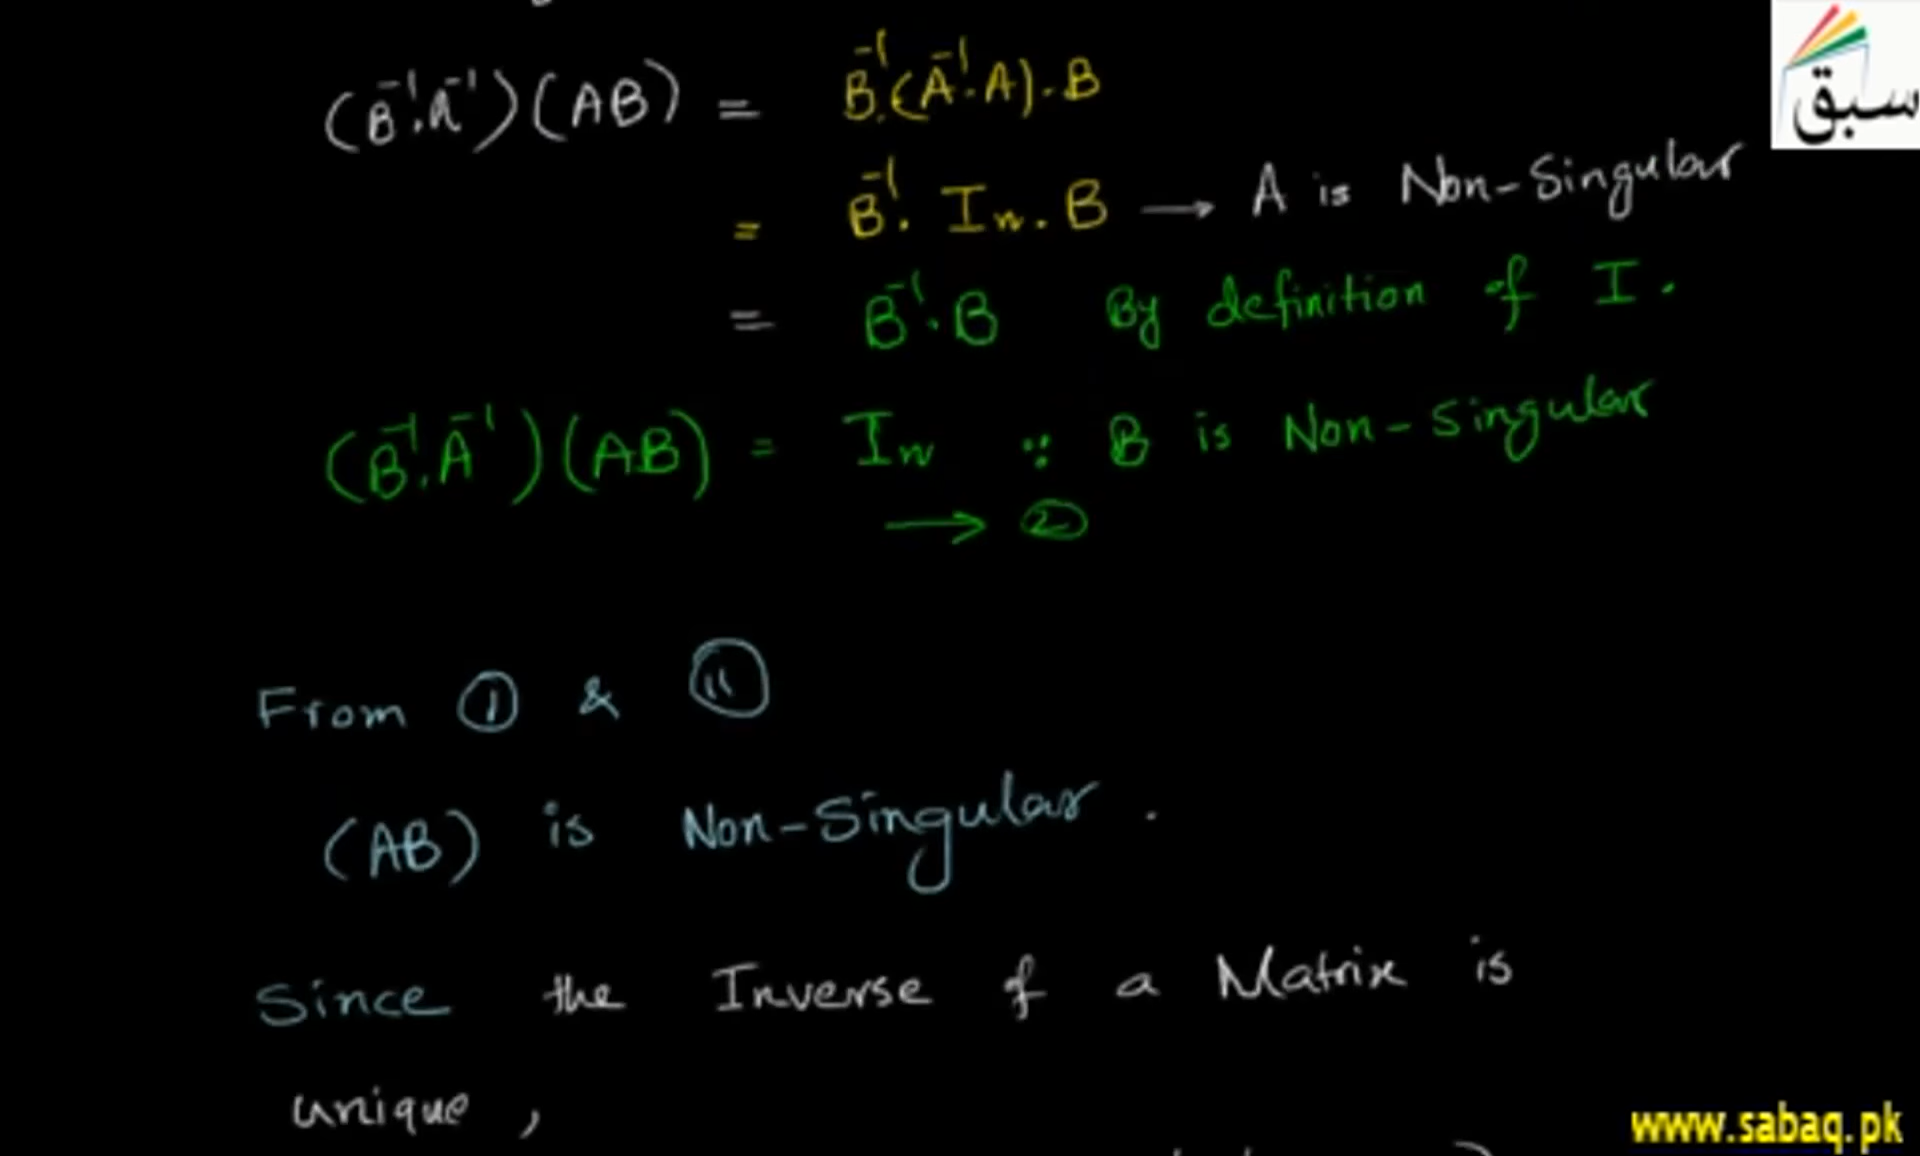 (B⁻¹.A⁻¹)(AB) = B⁻¹.(A⁻¹.A).B
سبق
= B⁻¹. Iₙ . B → A is Non-Singular
= B⁻¹.B By definition of I.
(B⁻¹.A⁻¹)(AB) = Iₙ ∵ B is Non-Singular
→ ②
From ① & ⑪
(AB) is Non-Singular .
Since the Inverse of a Matrix is
unique ,
www.sabaq.pk